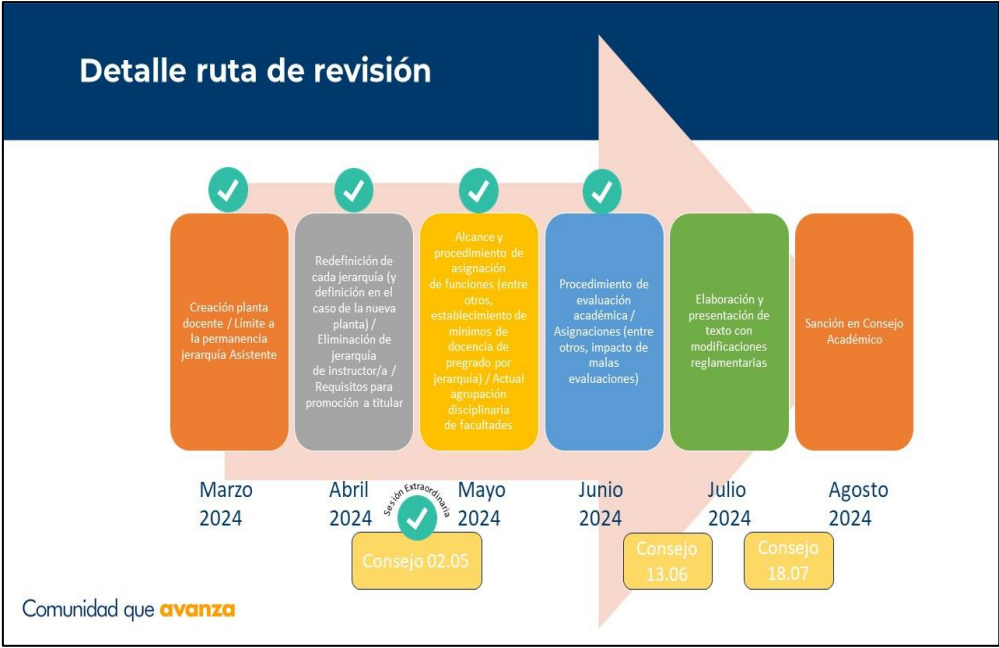 Detalle ruta de revisión
Creación planta
docente / Límite a
la permanencia
jerarquía Asistente
Redefinición de
cada jerarquía (y
definición en el
caso de la nueva
planta) /
Eliminación de
jerarquía
de instructor/a /
Requisitos para
promoción a titular
Alcance y
procedimiento de
asignación
de funciones (entre
otros,
establecimiento de
mínimos de
docencia de
pregrado por
jerarquía) / Actual
agrupación
disciplinaria
de facultades
Procedimiento de
evaluación
académica /
Asignaciones (entre
otros, impacto de
malas
evaluaciones)
Elaboración y
presentación de
texto con
modificaciones
reglamentarias
Sanción en Consejo
Académico
Marzo
2024
Abril
2024
Sesión Extraordinaria
Mayo
2024
Junio
2024
Julio
2024
Agosto
2024
Consejo 02.05
Consejo
13.06
Consejo
18.07
Comunidad que avanza